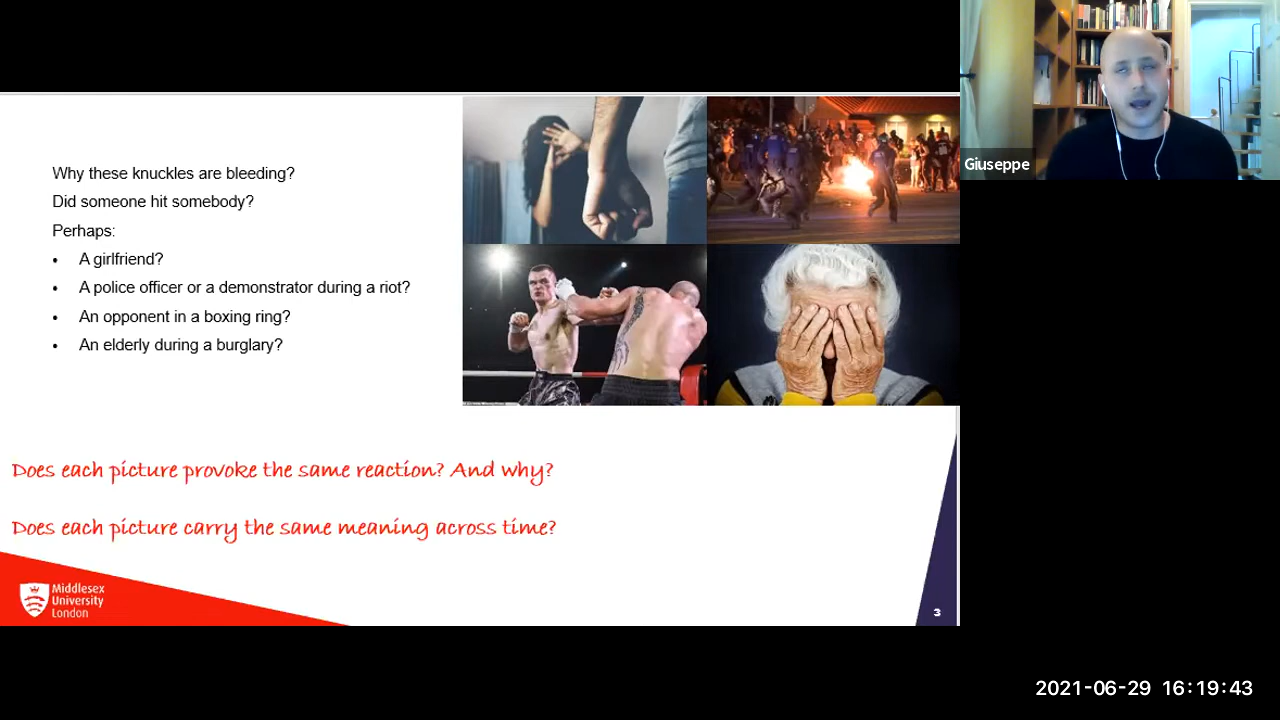 Why these knuckles are bleeding?
Did someone hit somebody?
Perhaps:
• A girlfriend?
• A police officer or a demonstrator during a riot?
• An opponent in a boxing ring?
• An elderly during a burglary?
Does each picture provoke the same reaction? And why?
Does each picture carry the same meaning across time?
Middlesex
University
London
3
Giuseppe
2021-06-29 16:19:43